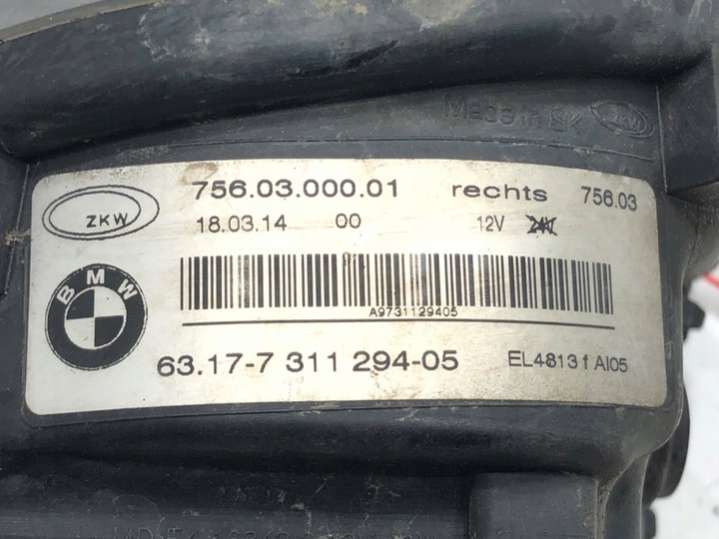 ZKW
756.03.000.01 rechts 756.03
18.03.14 00 12V
A9731129405
BMW
63.17-7 311 294-05 EL4813 f AI05